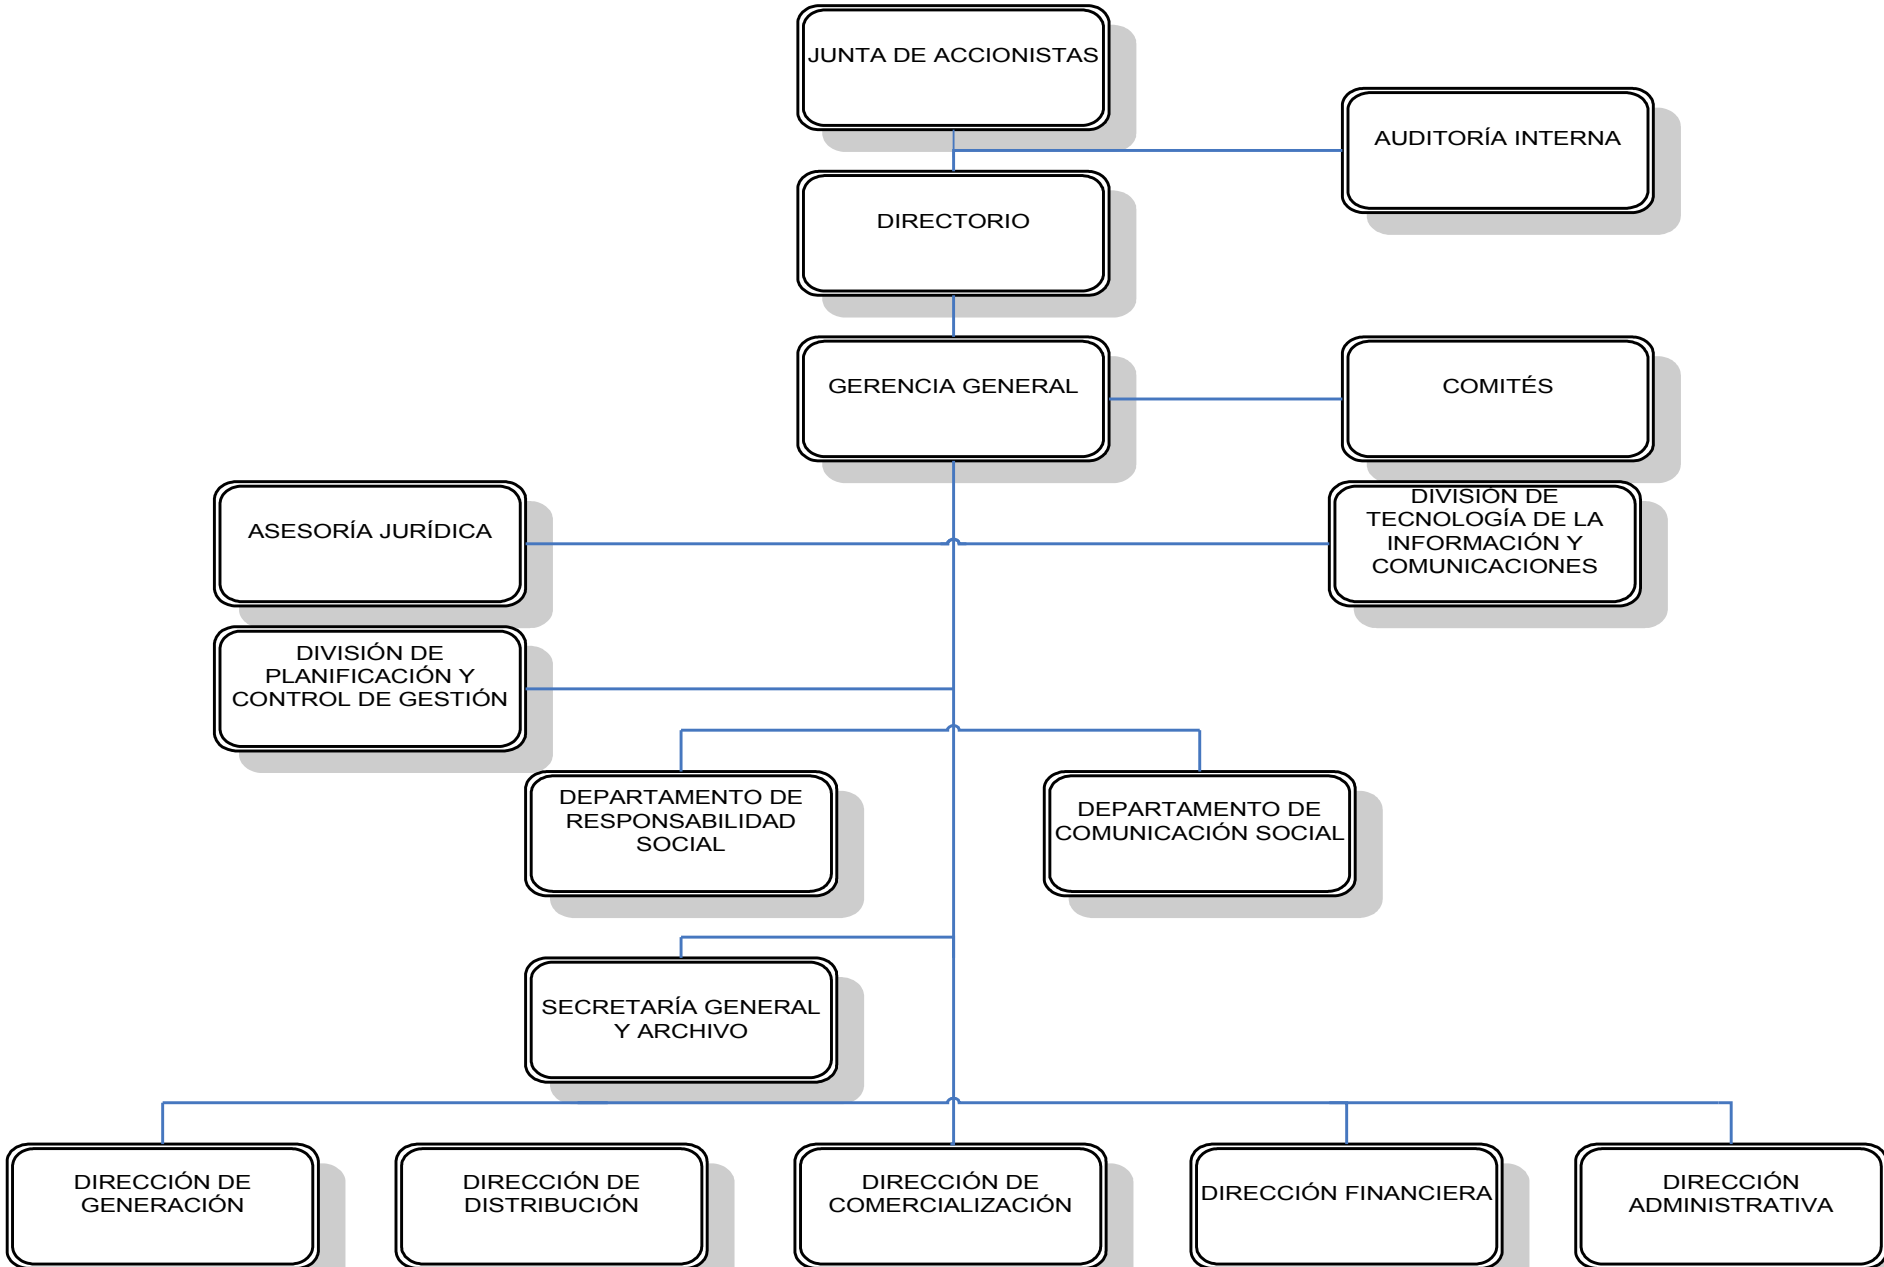 JUNTA DE ACCIONISTAS
AUDITORÍA INTERNA
DIRECTORIO
GERENCIA GENERAL
COMITÉS
ASESORÍA JURÍDICA
DIVISIÓN DE
TECNOLOGÍA DE LA
INFORMACIÓN Y
COMUNICACIONES
DIVISIÓN DE
PLANIFICACIÓN Y
CONTROL DE GESTIÓN
DEPARTAMENTO DE
RESPONSABILIDAD
SOCIAL
DEPARTAMENTO DE
COMUNICACIÓN SOCIAL
SECRETARÍA GENERAL
Y ARCHIVO
DIRECCIÓN DE
GENERACIÓN
DIRECCIÓN DE
DISTRIBUCIÓN
DIRECCIÓN DE
COMERCIALIZACIÓN
DIRECCIÓN FINANCIERA
DIRECCIÓN
ADMINISTRATIVA